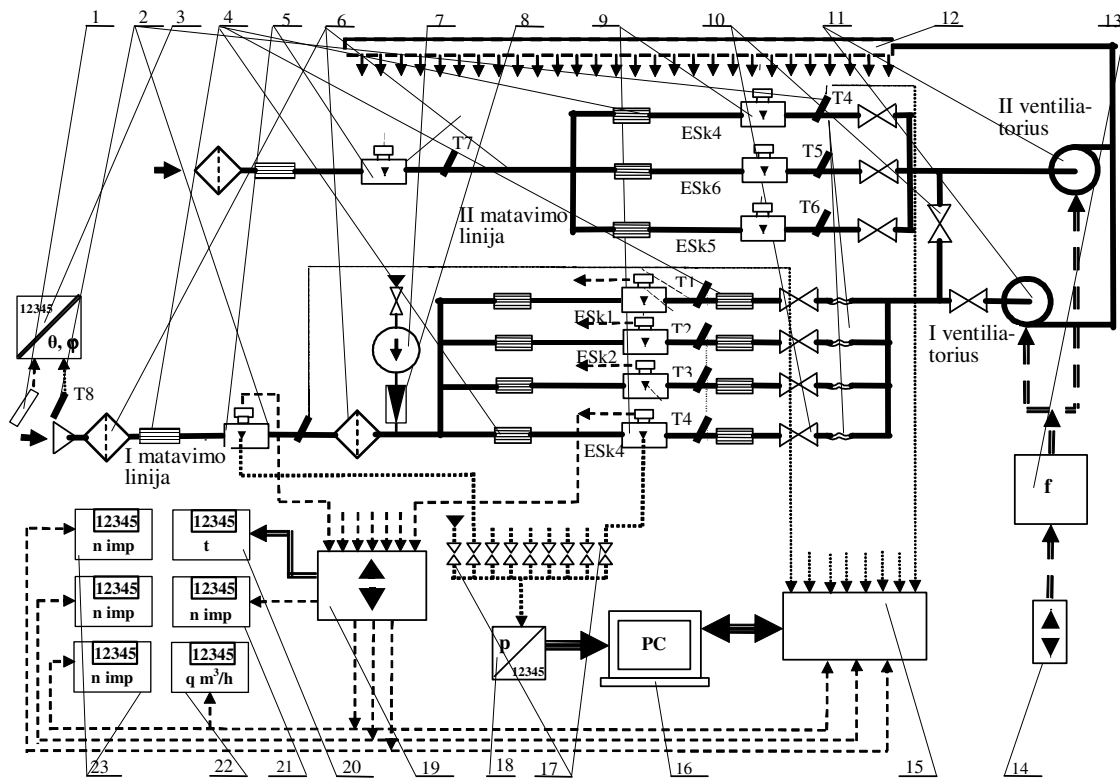 1 2 3 4 5 6 7 8 9 10 11 12 13
T4
II ventilia-
torius
ESk4
T7
T5
ESk6
II matavimo
linija
T6
ESk5
T1
12345
θ, φ
ESk1
T2
I ventilia-
torius
ESk2
T3
T8
T4
I matavimo
linija
ESk4
f
12345
n imp
12345
t
12345
n imp
12345
n imp
12345
n imp
12345
q m³/h
p
12345
PC
23 22 21 20 19 18 17 16 15 14